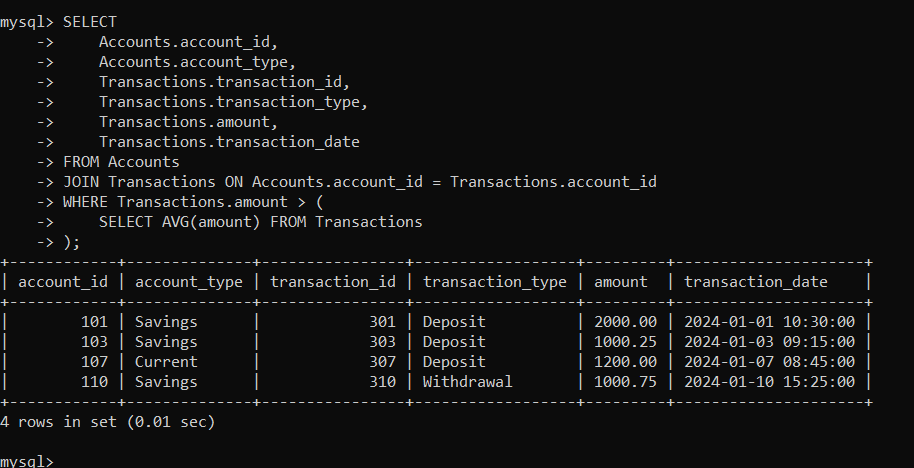 mysql> SELECT
    ->     Accounts.account_id,
    ->     Accounts.account_type,
    ->     Transactions.transaction_id,
    ->     Transactions.transaction_type,
    ->     Transactions.amount,
    ->     Transactions.transaction_date
    -> FROM Accounts
    -> JOIN Transactions ON Accounts.account_id = Transactions.account_id
    -> WHERE Transactions.amount > (
    ->     SELECT AVG(amount) FROM Transactions
    -> );
+------------+--------------+----------------+------------------+---------+---------------------+
| account_id | account_type | transaction_id | transaction_type | amount  | transaction_date    |
+------------+--------------+----------------+------------------+---------+---------------------+
|        101 | Savings      |            301 | Deposit          | 2000.00 | 2024-01-01 10:30:00 |
|        103 | Savings      |            303 | Deposit          | 1000.25 | 2024-01-03 09:15:00 |
|        107 | Current      |            307 | Deposit          | 1200.00 | 2024-01-07 08:45:00 |
|        110 | Savings      |            310 | Withdrawal       | 1000.75 | 2024-01-10 15:25:00 |
+------------+--------------+----------------+------------------+---------+---------------------+
4 rows in set (0.01 sec)

mysql>